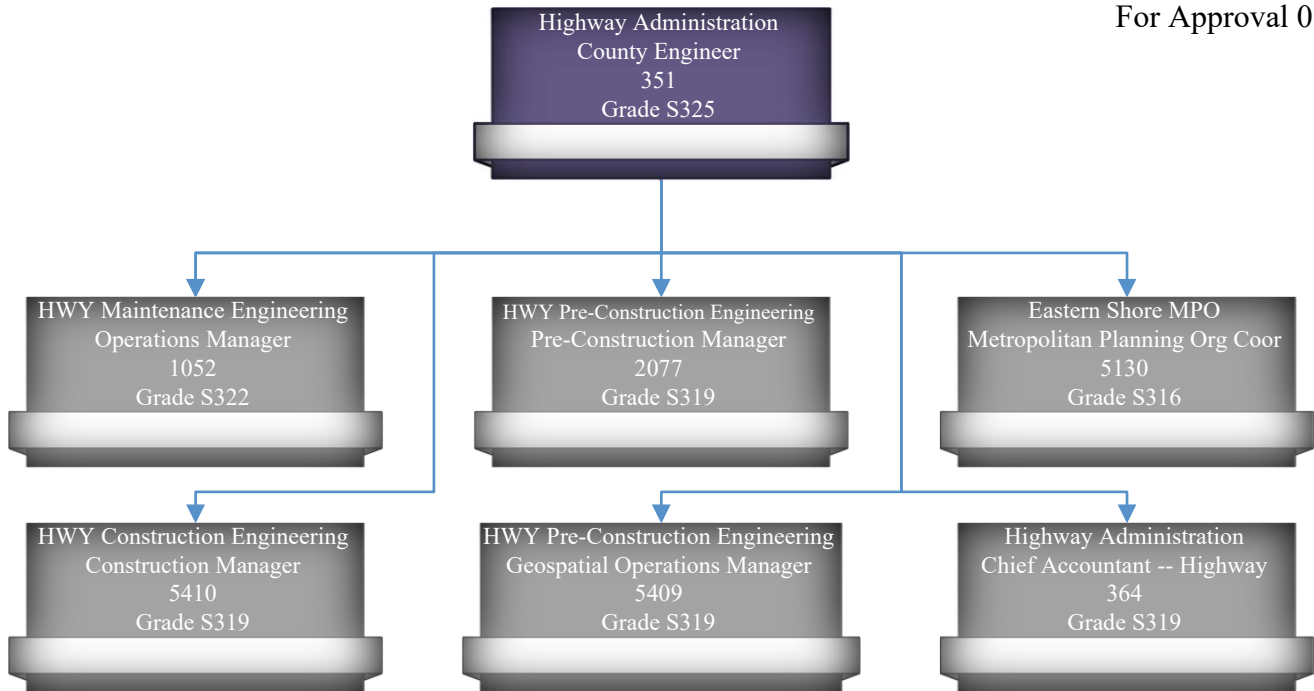 For Approval 0
Highway Administration
County Engineer
351
Grade S325
HWY Maintenance Engineering
Operations Manager
1052
Grade S322
HWY Pre-Construction Engineering
Pre-Construction Manager
2077
Grade S319
Eastern Shore MPO
Metropolitan Planning Org Coor
5130
Grade S316
HWY Construction Engineering
Construction Manager
5410
Grade S319
HWY Pre-Construction Engineering
Geospatial Operations Manager
5409
Grade S319
Highway Administration
Chief Accountant -- Highway
364
Grade S319